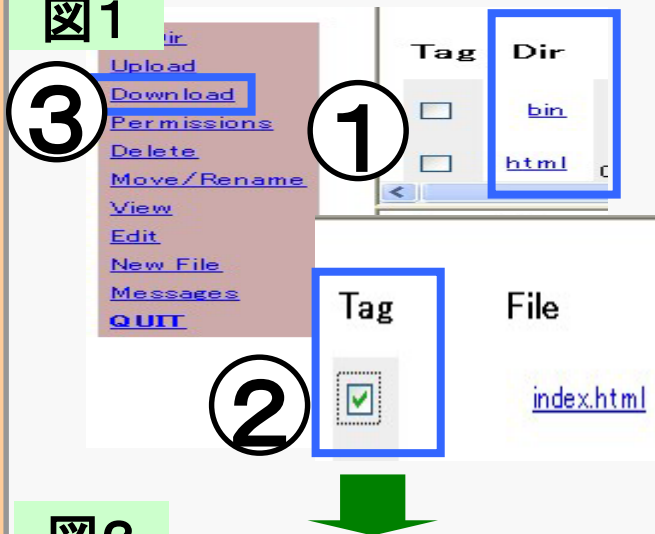 図1
Upload
Download
Permissions
Delete
Move/Rename
View
Edit
New File
Messages
QUIT
③
Tag Dir
bin
html
①
Tag File
index.html
②